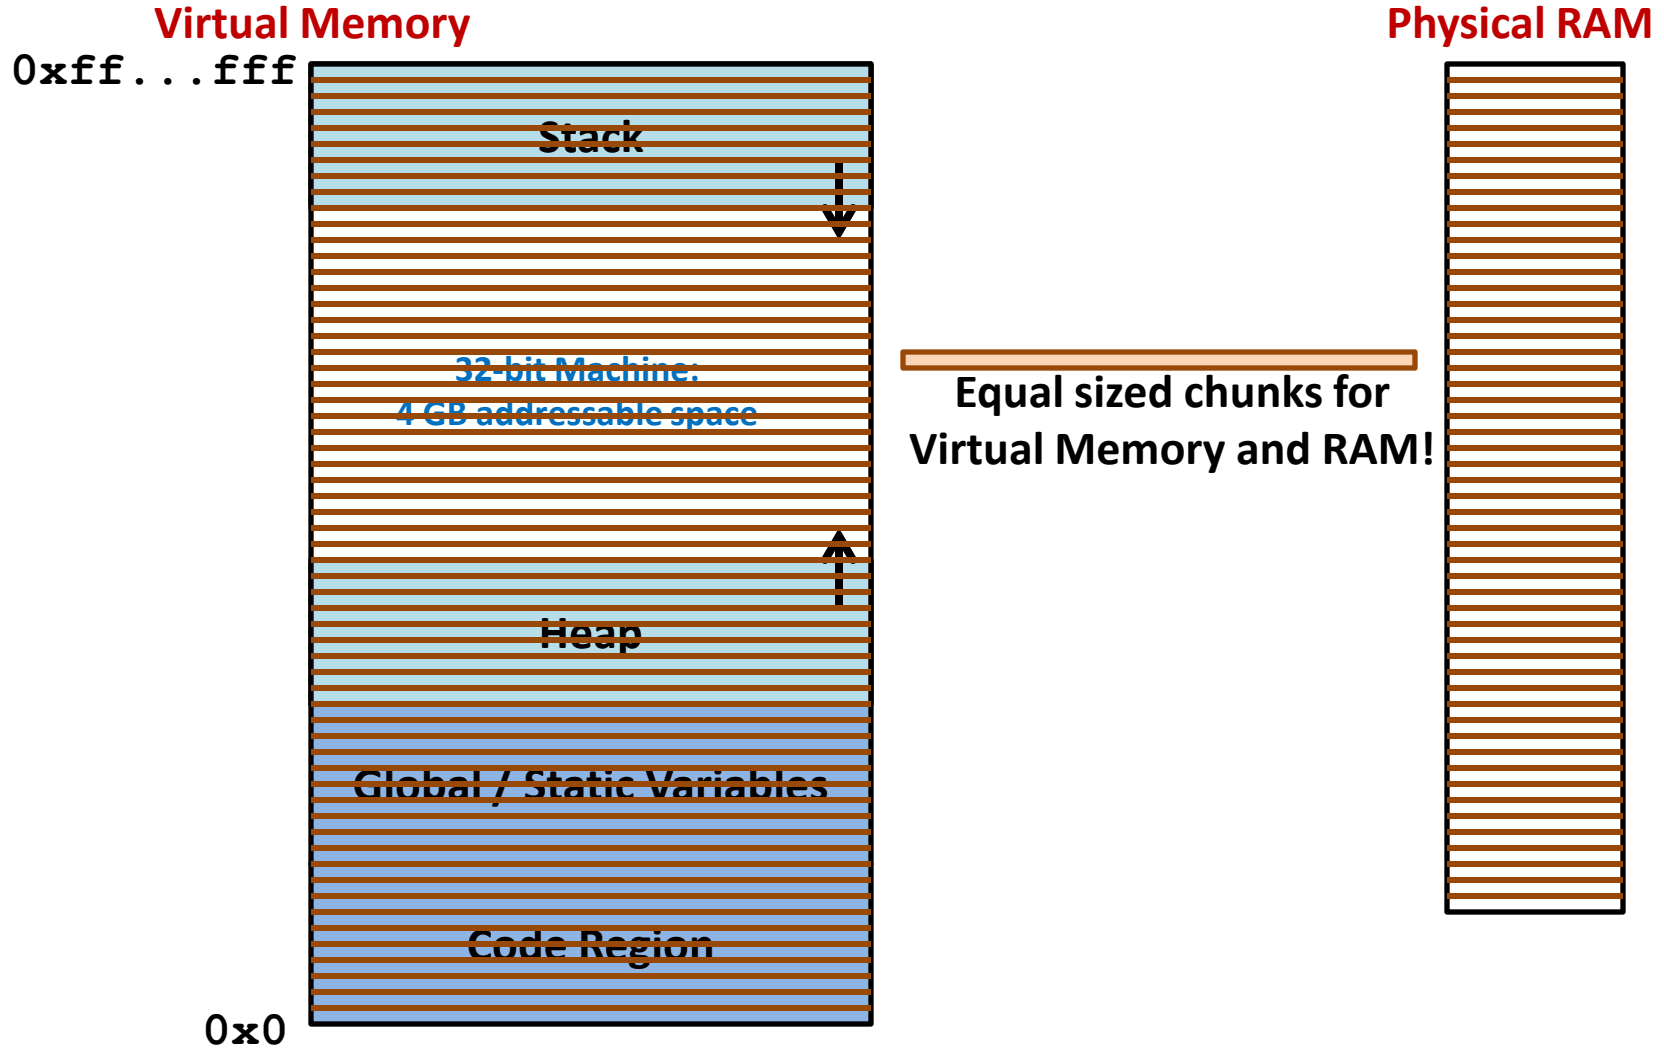 Virtual Memory
Physical RAM
0xff...fff
Stack
32-bit Machine:
4 GB addressable space
Equal sized chunks for
Virtual Memory and RAM!
Heap
Global / Static Variables
Code Region
0x0